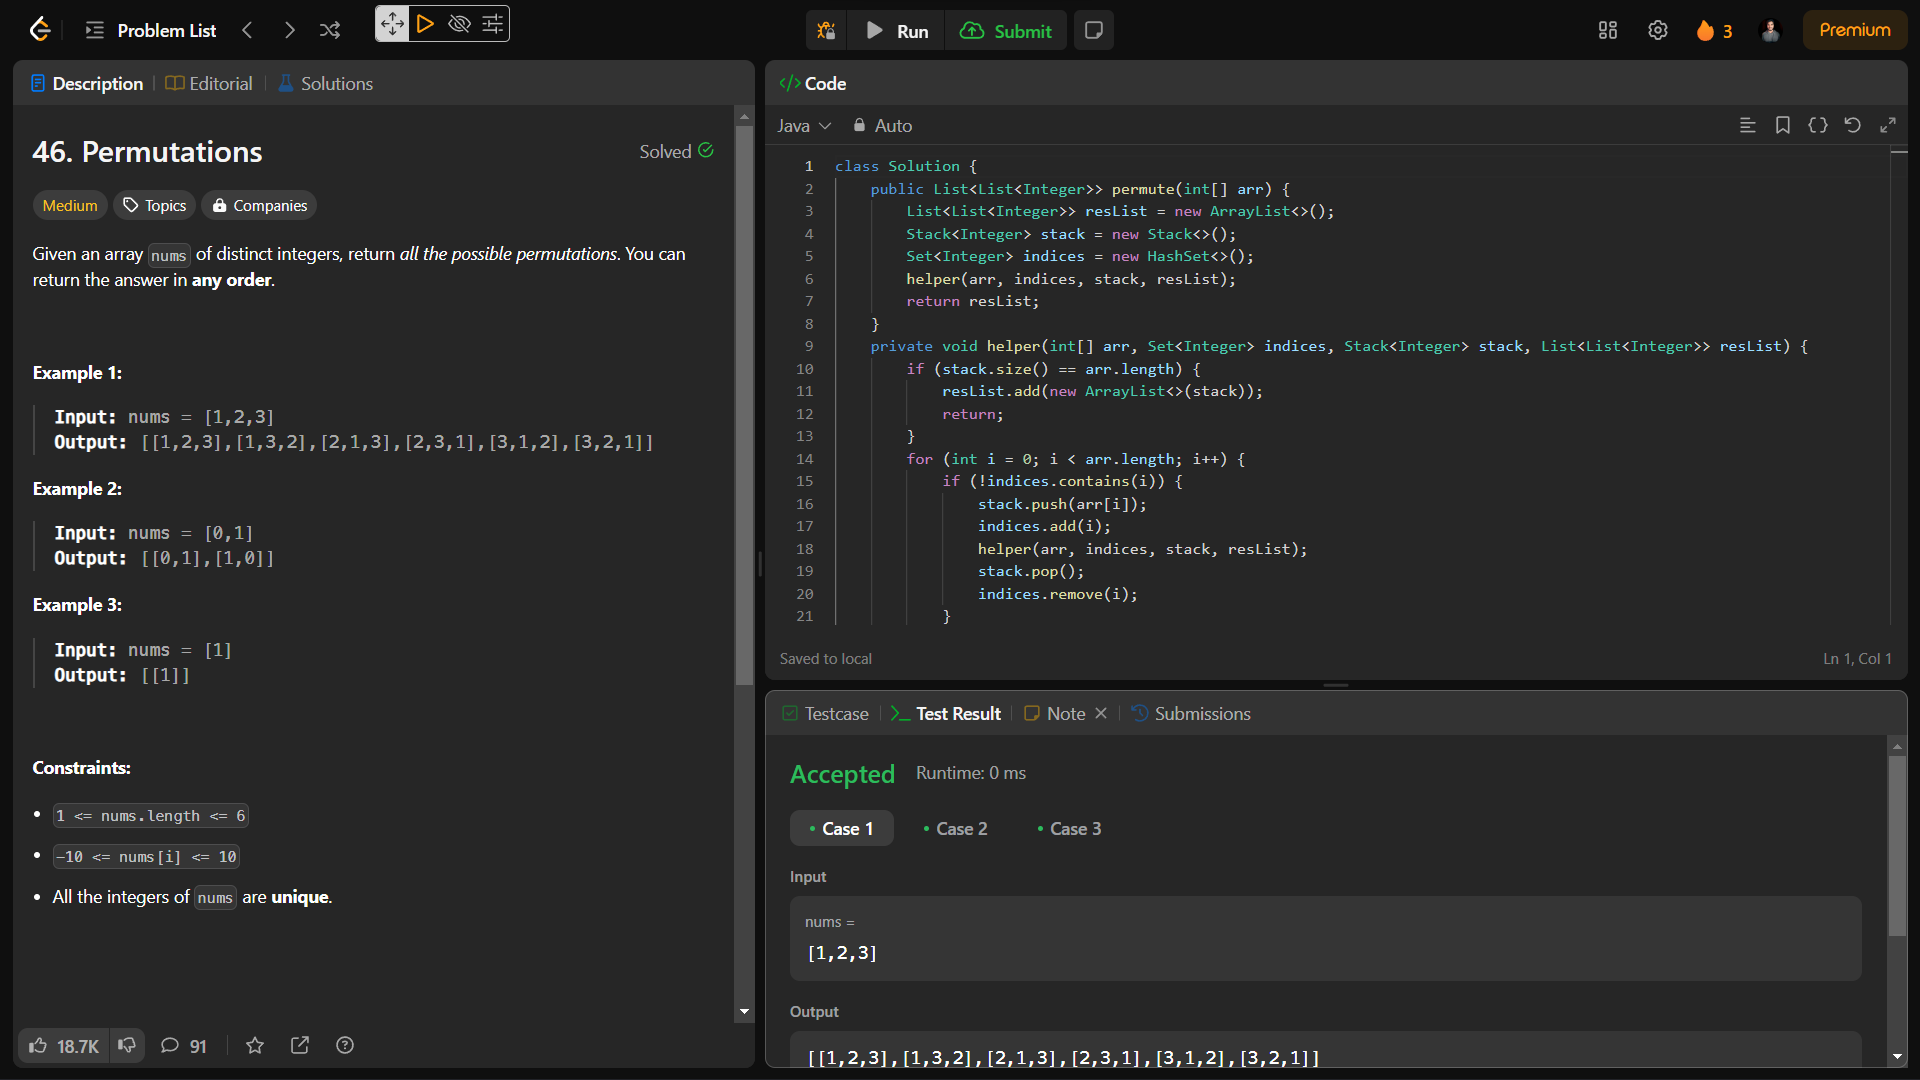 Problem List
Run
Submit
3
Premium
Description
Editorial
Solutions
46. Permutations
Solved
Medium
Topics
Companies
Given an array nums of distinct integers, return all the possible permutations. You can
return the answer in any order.
Example 1:
Input: nums = [1,2,3]
Output: [[1,2,3],[1,3,2],[2,1,3],[2,3,1],[3,1,2],[3,2,1]]
Example 2:
Input: nums = [0,1]
Output: [[0,1],[1,0]]
Example 3:
Input: nums = [1]
Output: [[1]]
Constraints:
• 1 <= nums.length <= 6
• -10 <= nums[i] <= 10
• All the integers of nums are unique.
18.7K
91
</> Code
Java
Auto
1 class Solution {
2 public List<List<Integer>> permute(int[] arr) {
3 List<List<Integer>> resList = new ArrayList<>();
4 Stack<Integer> stack = new Stack<>();
5 Set<Integer> indices = new HashSet<>();
6 helper(arr, indices, stack, resList);
7 return resList;
8 }
9 private void helper(int[] arr, Set<Integer> indices, Stack<Integer> stack, List<List<Integer>> resList) {
10 if (stack.size() == arr.length) {
11 resList.add(new ArrayList<>(stack));
12 return;
13 }
14 for (int i = 0; i < arr.length; i++) {
15 if (!indices.contains(i)) {
16 stack.push(arr[i]);
17 indices.add(i);
18 helper(arr, indices, stack, resList);
19 stack.pop();
20 indices.remove(i);
21 }
Saved to local
Ln 1, Col 1
Testcase
Test Result
Note
Submissions
Accepted
Runtime: 0 ms
• Case 1
• Case 2
• Case 3
Input
nums =
[1,2,3]
Output
[[1,2,3],[1,3,2],[2,1,3],[2,3,1],[3,1,2],[3,2,1]]